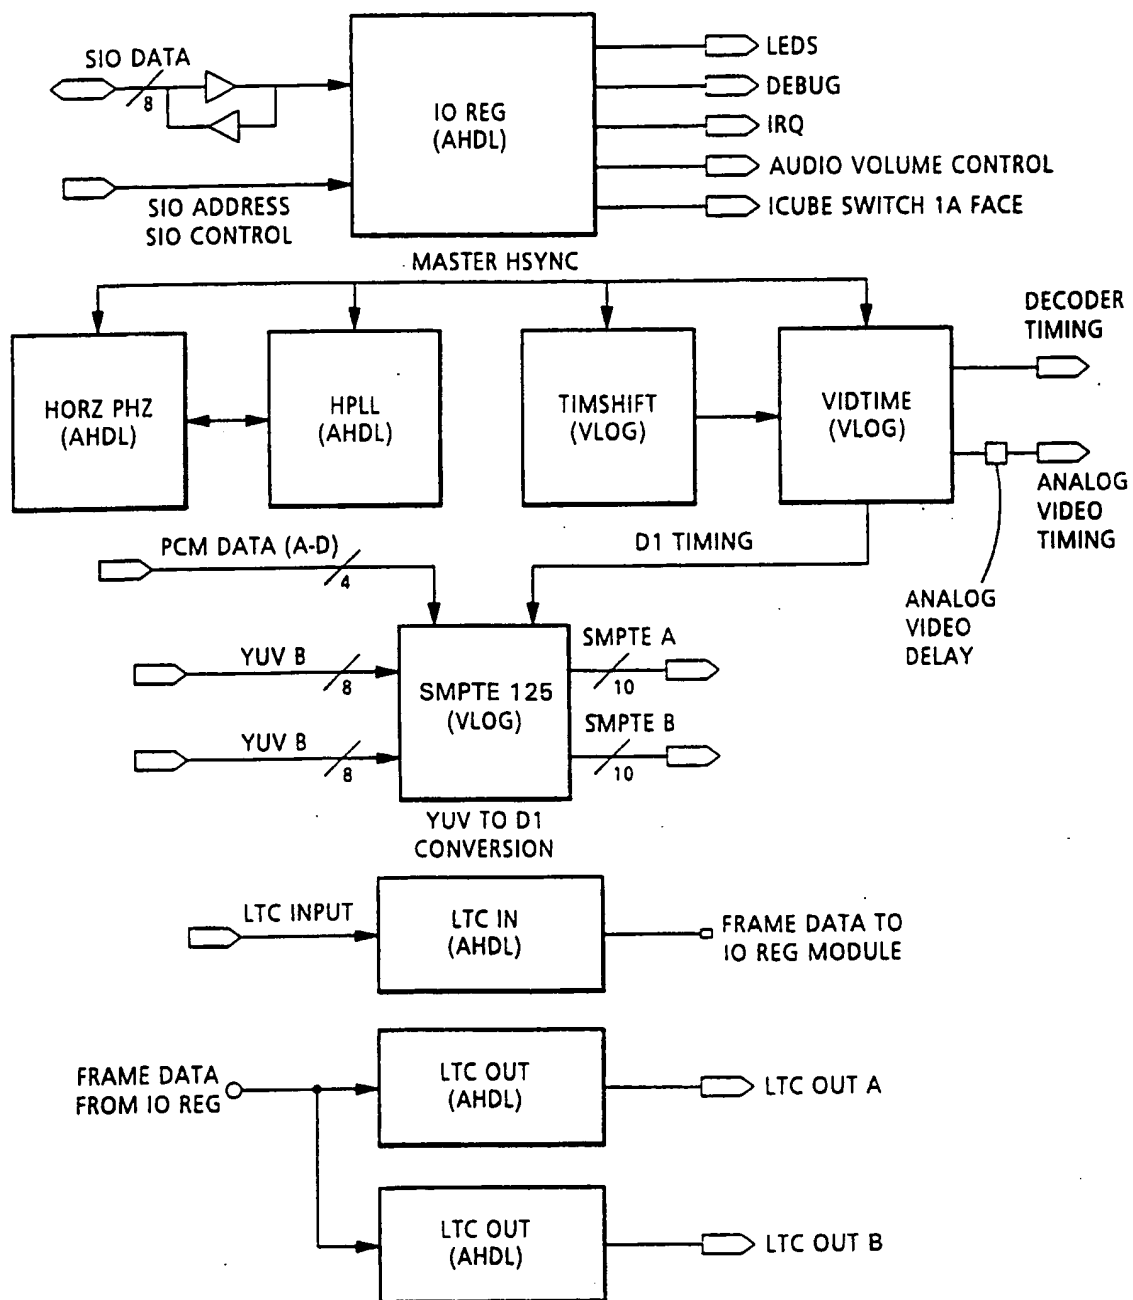 SIO DATA
8
IO REG
(AHDL)
LEDS
DEBUG
IRQ
AUDIO VOLUME CONTROL
ICUBE SWITCH 1A FACE
SIO ADDRESS
SIO CONTROL
MASTER HSYNC
HORZ PHZ
(AHDL)
HPLL
(AHDL)
TIMSHIFT
(VLOG)
VIDTIME
(VLOG)
DECODER
TIMING
ANALOG
VIDEO
TIMING
PCM DATA (A-D)
4
D1 TIMING
ANALOG
VIDEO
DELAY
YUV B
8
YUV B
8
SMPTE 125
(VLOG)
SMPTE A
10
SMPTE B
10
YUV TO D1
CONVERSION
LTC INPUT
LTC IN
(AHDL)
FRAME DATA TO
IO REG MODULE
FRAME DATA
FROM IO REG
LTC OUT
(AHDL)
LTC OUT A
LTC OUT
(AHDL)
LTC OUT B